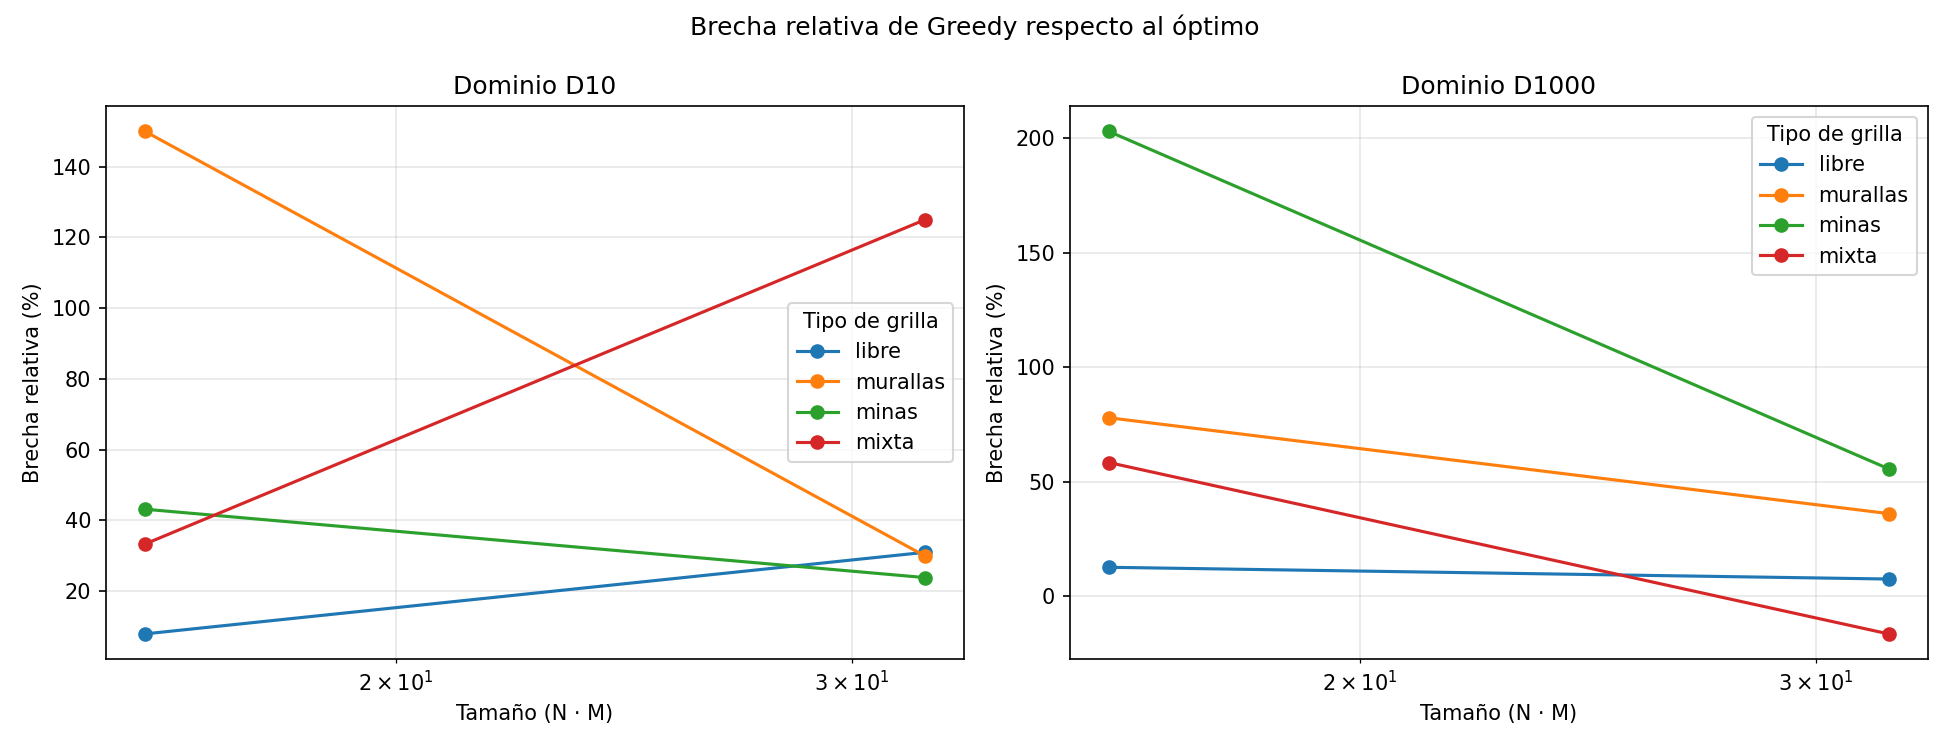 Brecha relativa de Greedy respecto al óptimo
Dominio D10
Brecha relativa (%)
140
120
100
80
60
40
20
Tipo de grilla
libre
murallas
minas
mixta
2 × 10¹
3 × 10¹
Tamaño (N · M)
Dominio D1000
Brecha relativa (%)
200
150
100
50
0
Tipo de grilla
libre
murallas
minas
mixta
2 × 10¹
3 × 10¹
Tamaño (N · M)